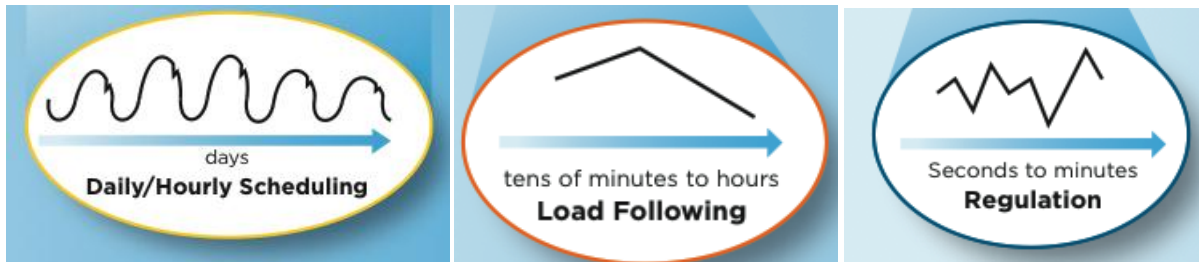 days
Daily/Hourly Scheduling
tens of minutes to hours
Load Following
Seconds to minutes
Regulation